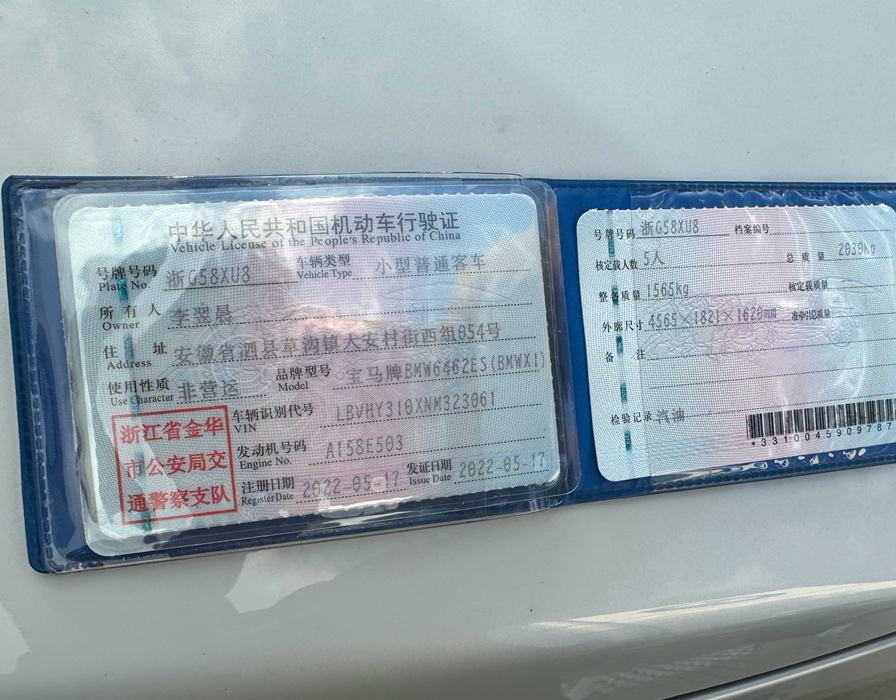 中华人民共和国机动车行驶证
Vehicle License of the People's Republic of China
号牌号码 浙G58XU8 车辆类型 小型普通客车
Plate No. Vehicle Type
所有人 李翌晨
Owner
住址 安徽省泗县草沟镇大安村街西组054号
Address
使用性质 非营运 品牌型号 宝马牌BMW6462ES(BMWX1)
Use Character Model
浙江省金华
市公安局交
通警察支队
车辆识别代号 LBVHY310XNM323061
VIN
发动机号码 A158E503
Engine No.
注册日期 2022-05-17 发证日期 2022-05-17
Register Date Issue Date
号牌号码 浙G58XU8 档案编号
核定载人数 5人 总质量 2030kg
整备质量 1565kg 核定载质量
外廓尺寸 4565×1821×1620mm 准牵引总质量
备注
检验记录 汽油
*3310045909787